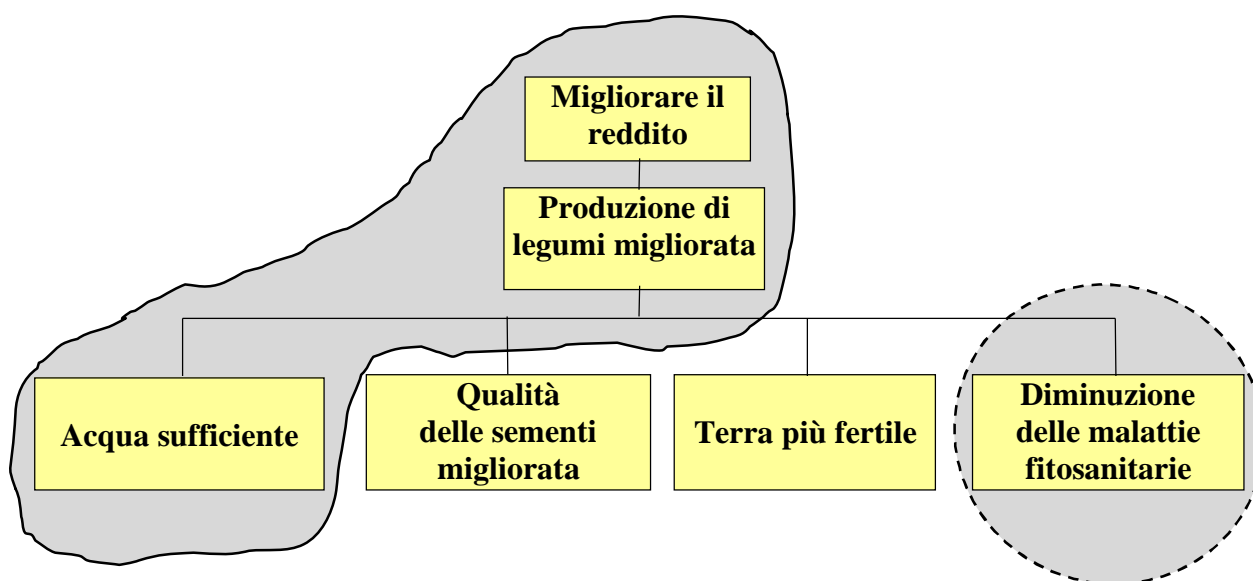 Migliorare il
reddito
Produzione di
legumi migliorata
Acqua sufficiente
Qualità
delle sementi
migliorata
Terra più fertile
Diminuzione
delle malattie
fitosanitarie